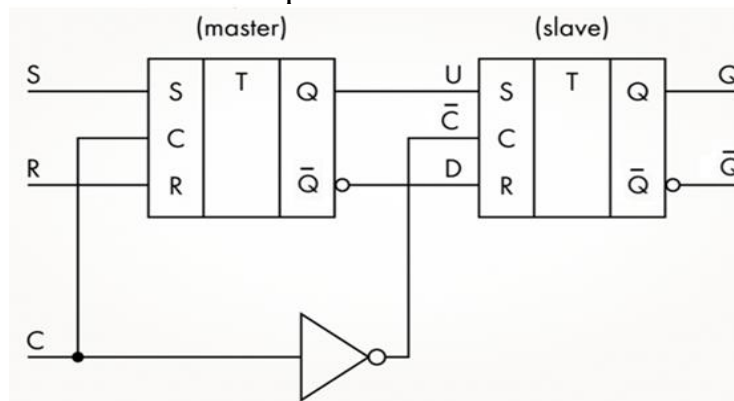 (master) (slave)
S S T Q U S T Q Q
C C̅ C
R R Q̅ D R Q̅ Q̅
C